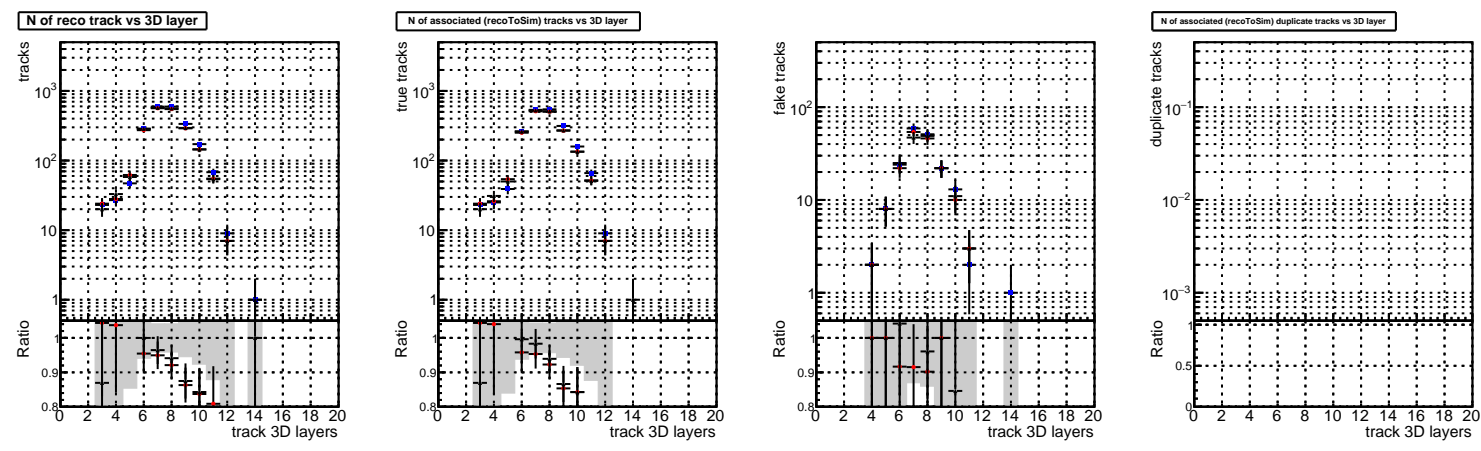 N of reco track vs 3D layer
tracks
10³
10²
10
1
Ratio
1
0.9
0.8
0 2 4 6 8 10 12 14 16 18 20
track 3D layers
N of associated (recoToSim) tracks vs 3D layer
true tracks
10³
10²
10
1
Ratio
1
0.9
0.8
0 2 4 6 8 10 12 14 16 18 20
track 3D layers
fake tracks
10²
10
1
Ratio
1
0.9
0.8
0 2 4 6 8 10 12 14 16 18 20
track 3D layers
N of associated (recoToSim) duplicate tracks vs 3D layer
duplicate tracks
10⁻¹
10⁻²
10⁻³
Ratio
1
0.5
0
0 2 4 6 8 10 12 14 16 18 20
track 3D layers